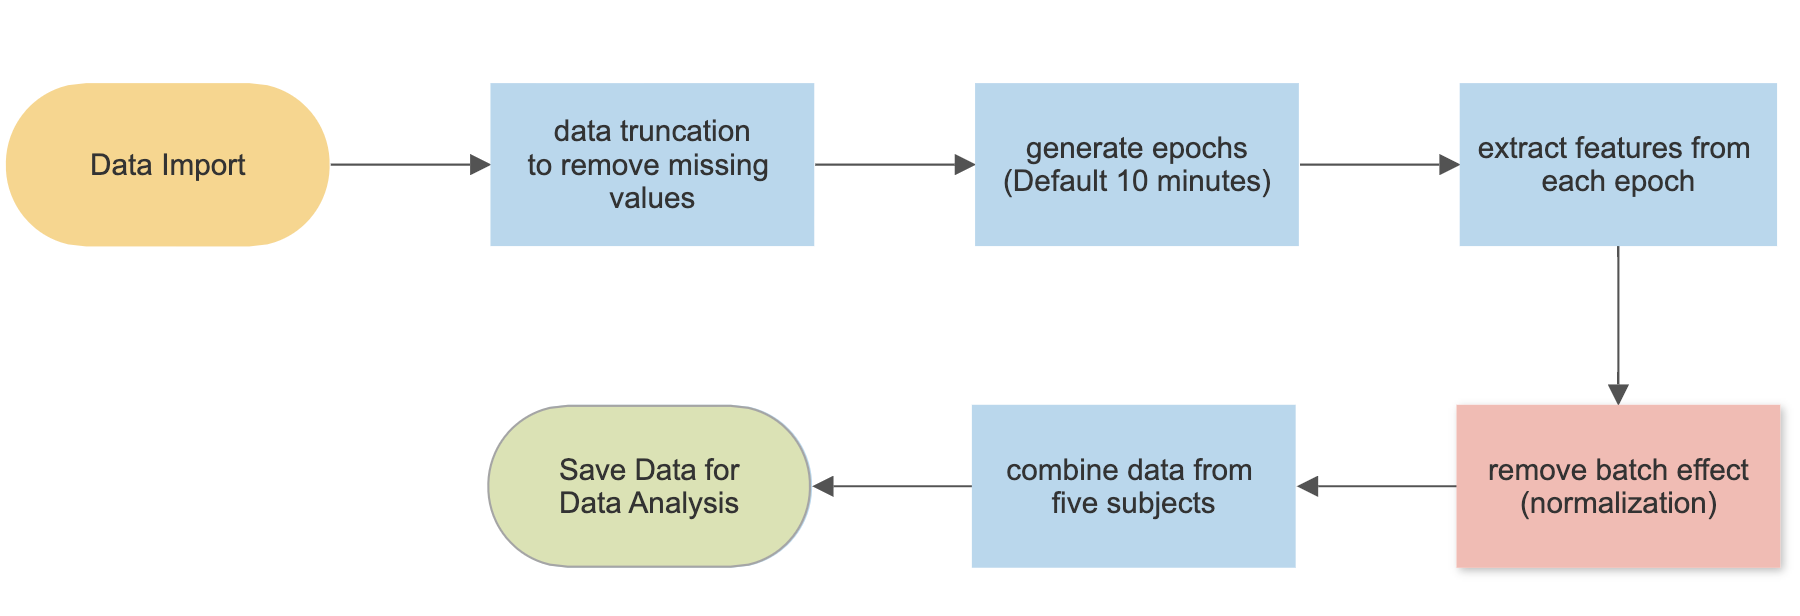 Data Import
data truncation
to remove missing
values
generate epochs
(Default 10 minutes)
extract features from
each epoch
remove batch effect
(normalization)
combine data from
five subjects
Save Data for
Data Analysis